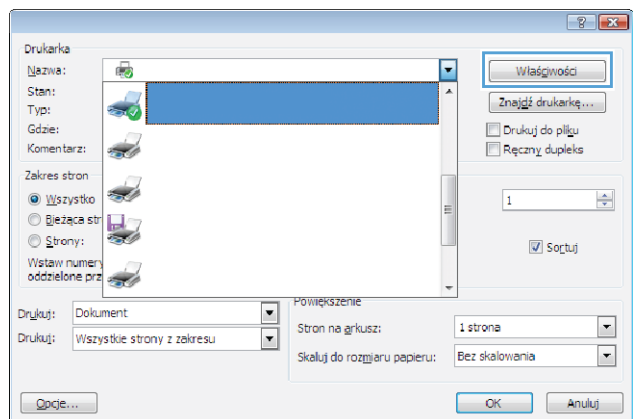 Drukarka
Nazwa:
Właściwości
Stan:
Typ:
Znajdź drukarkę...
Gdzie:
Drukuj do pliku
Komentarz:
Ręczny dupleks
Zakres stron
Wszystko
1
Bieżąca str
Strony:
Sortuj
Wstaw numery
oddzielone prz
Powiększenie
Drukuj: Dokument
Stron na arkusz: 1 strona
Drukuj: Wszystkie strony z zakresu
Skaluj do rozmiaru papieru: Bez skalowania
Opcje...
OK
Anuluj